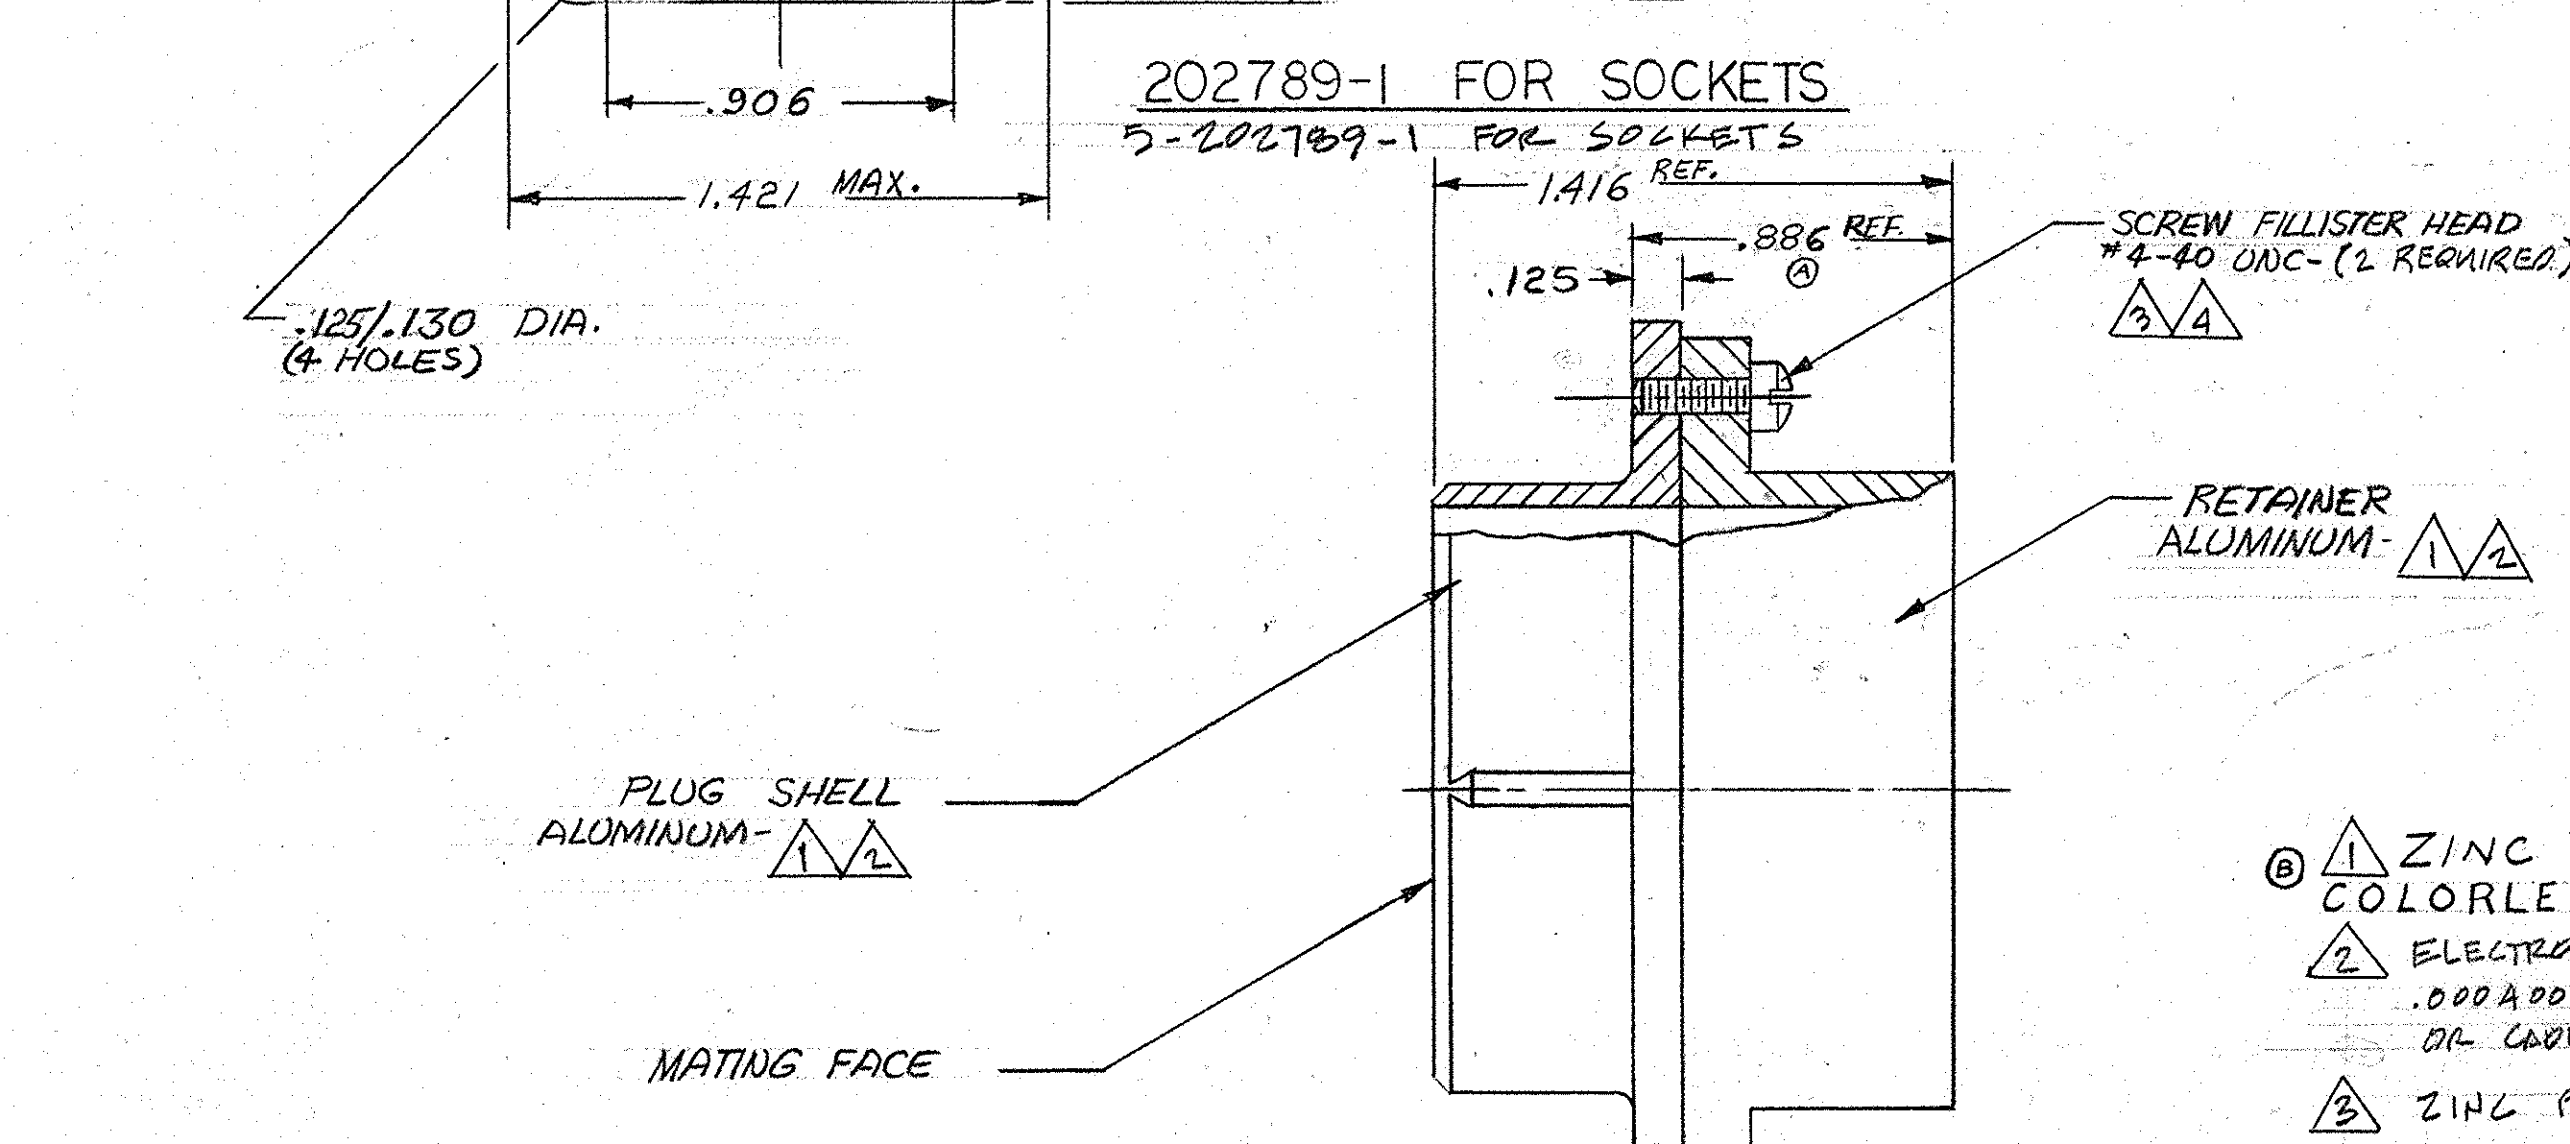 202789-1 FOR SOCKETS
5-202789-1 FOR SOCKETS
.906
1.421 MAX.
1.416 REF.
.886 REF.
A
.125
SCREW FILLISTER HEAD
#4-40 UNC-(2 REQUIRED)
3 4
.125/.130 DIA.
(4 HOLES)
RETAINER
ALUMINUM- 1 2
PLUG SHELL
ALUMINUM- 1 2
MATING FACE
B 1 ZINC
COLORLE
2 ELECTRO
.000400
OR CAD
3 ZINC P